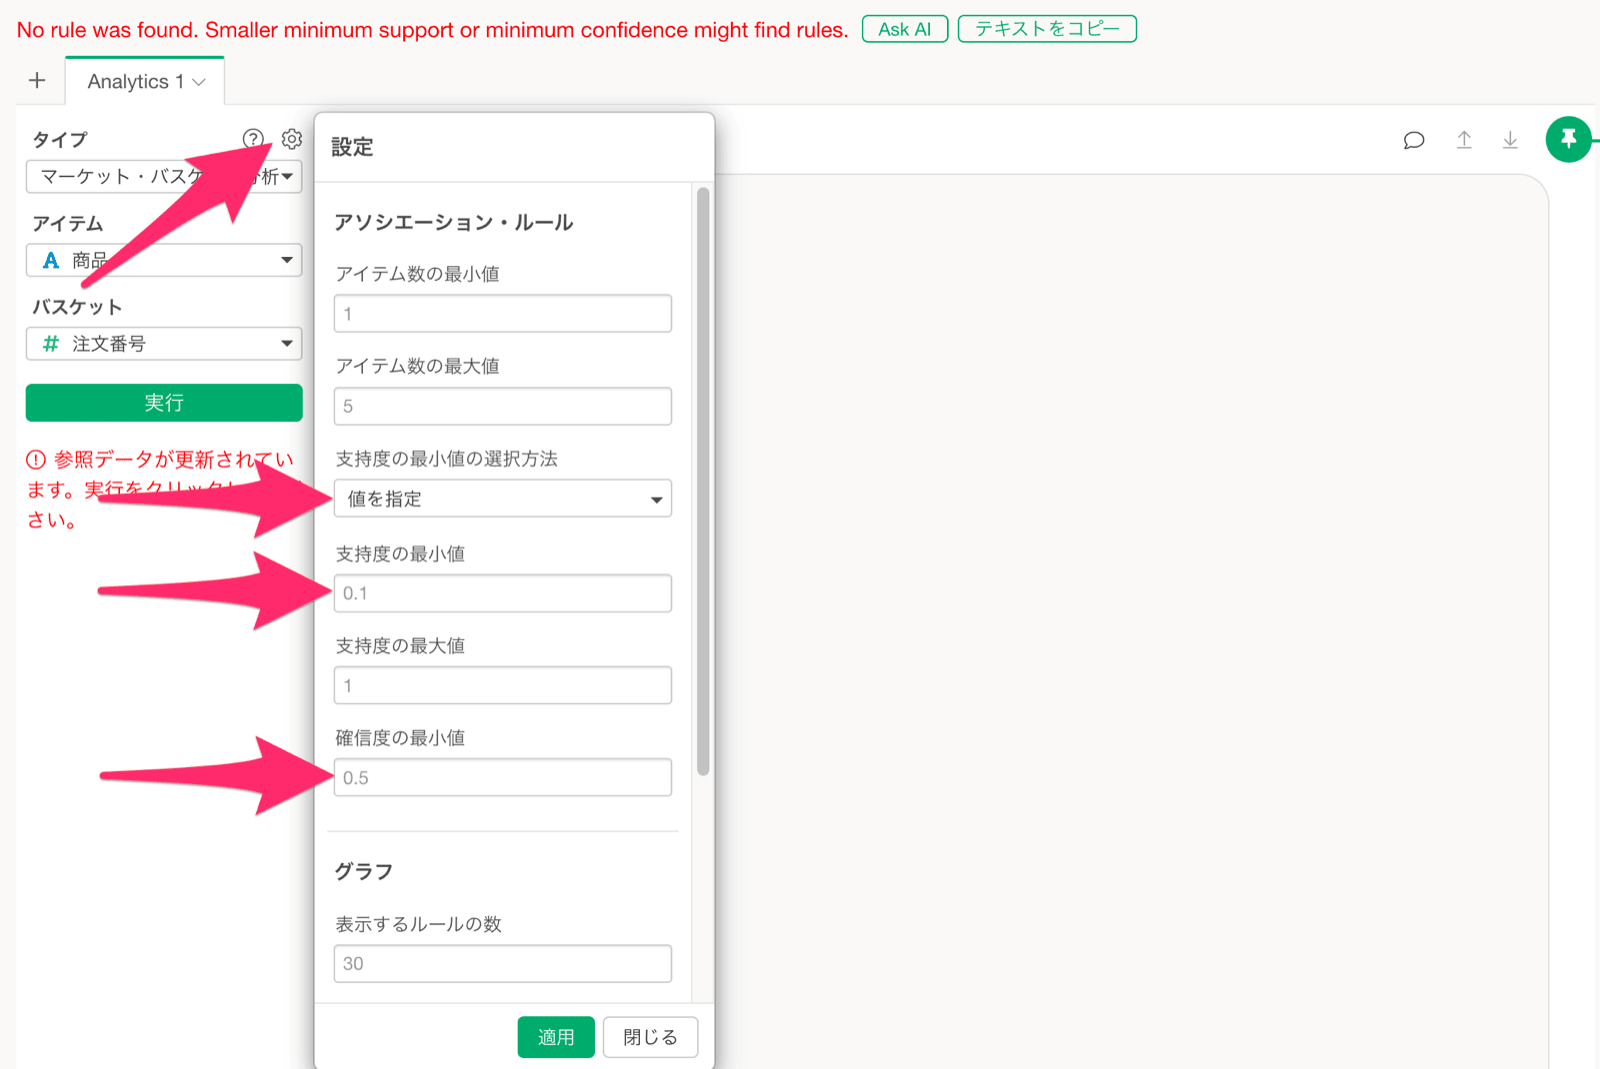 No rule was found. Smaller minimum support or minimum confidence might find rules. Ask AI テキストをコピー
+ Analytics 1
タイプ
マーケット・バスケ 分析
アイテム
A 商品
バスケット
# 注文番号
実行
参照データが更新されてい
ます。実行をクリック
さい。
設定
アソシエーション・ルール
アイテム数の最小値
1
アイテム数の最大値
5
支持度の最小値の選択方法
値を指定
支持度の最小値
0.1
支持度の最大値
1
確信度の最小値
0.5
グラフ
表示するルールの数
30
適用 閉じる